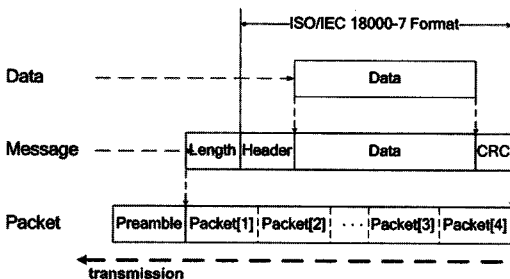 ISO/IEC 18000-7 Format
Data Data
Message Length Header Data CRC
Packet Preamble Packet[1] Packet[2] ··· Packet[3] Packet[4]
transmission